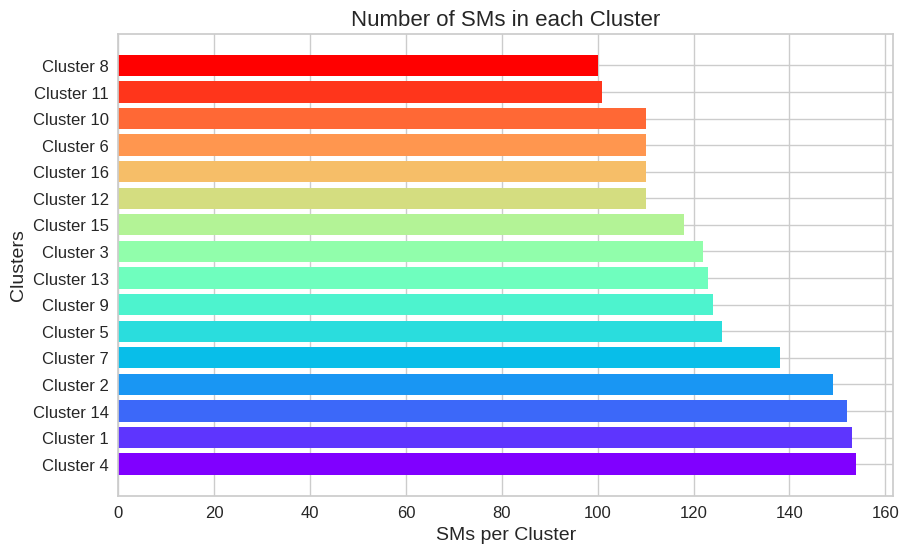 Number of SMs in each Cluster
Clusters
Cluster 8
Cluster 11
Cluster 10
Cluster 6
Cluster 16
Cluster 12
Cluster 15
Cluster 3
Cluster 13
Cluster 9
Cluster 5
Cluster 7
Cluster 2
Cluster 14
Cluster 1
Cluster 4
0 20 40 60 80 100 120 140 160
SMs per Cluster